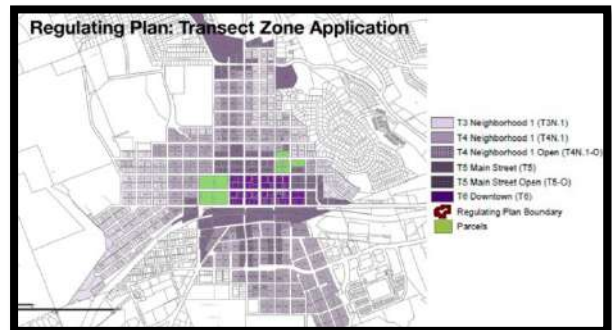 Regulating Plan: Transect Zone Application
T3 Neighborhood 1 (T3N.1)
T4 Neighborhood 1 (T4N.1)
T4 Neighborhood 1 Open (T4N.1-O)
T5 Main Street (T5)
T5 Main Street Open (T5-O)
T6 Downtown (T6)
Regulating Plan Boundary
Parcels